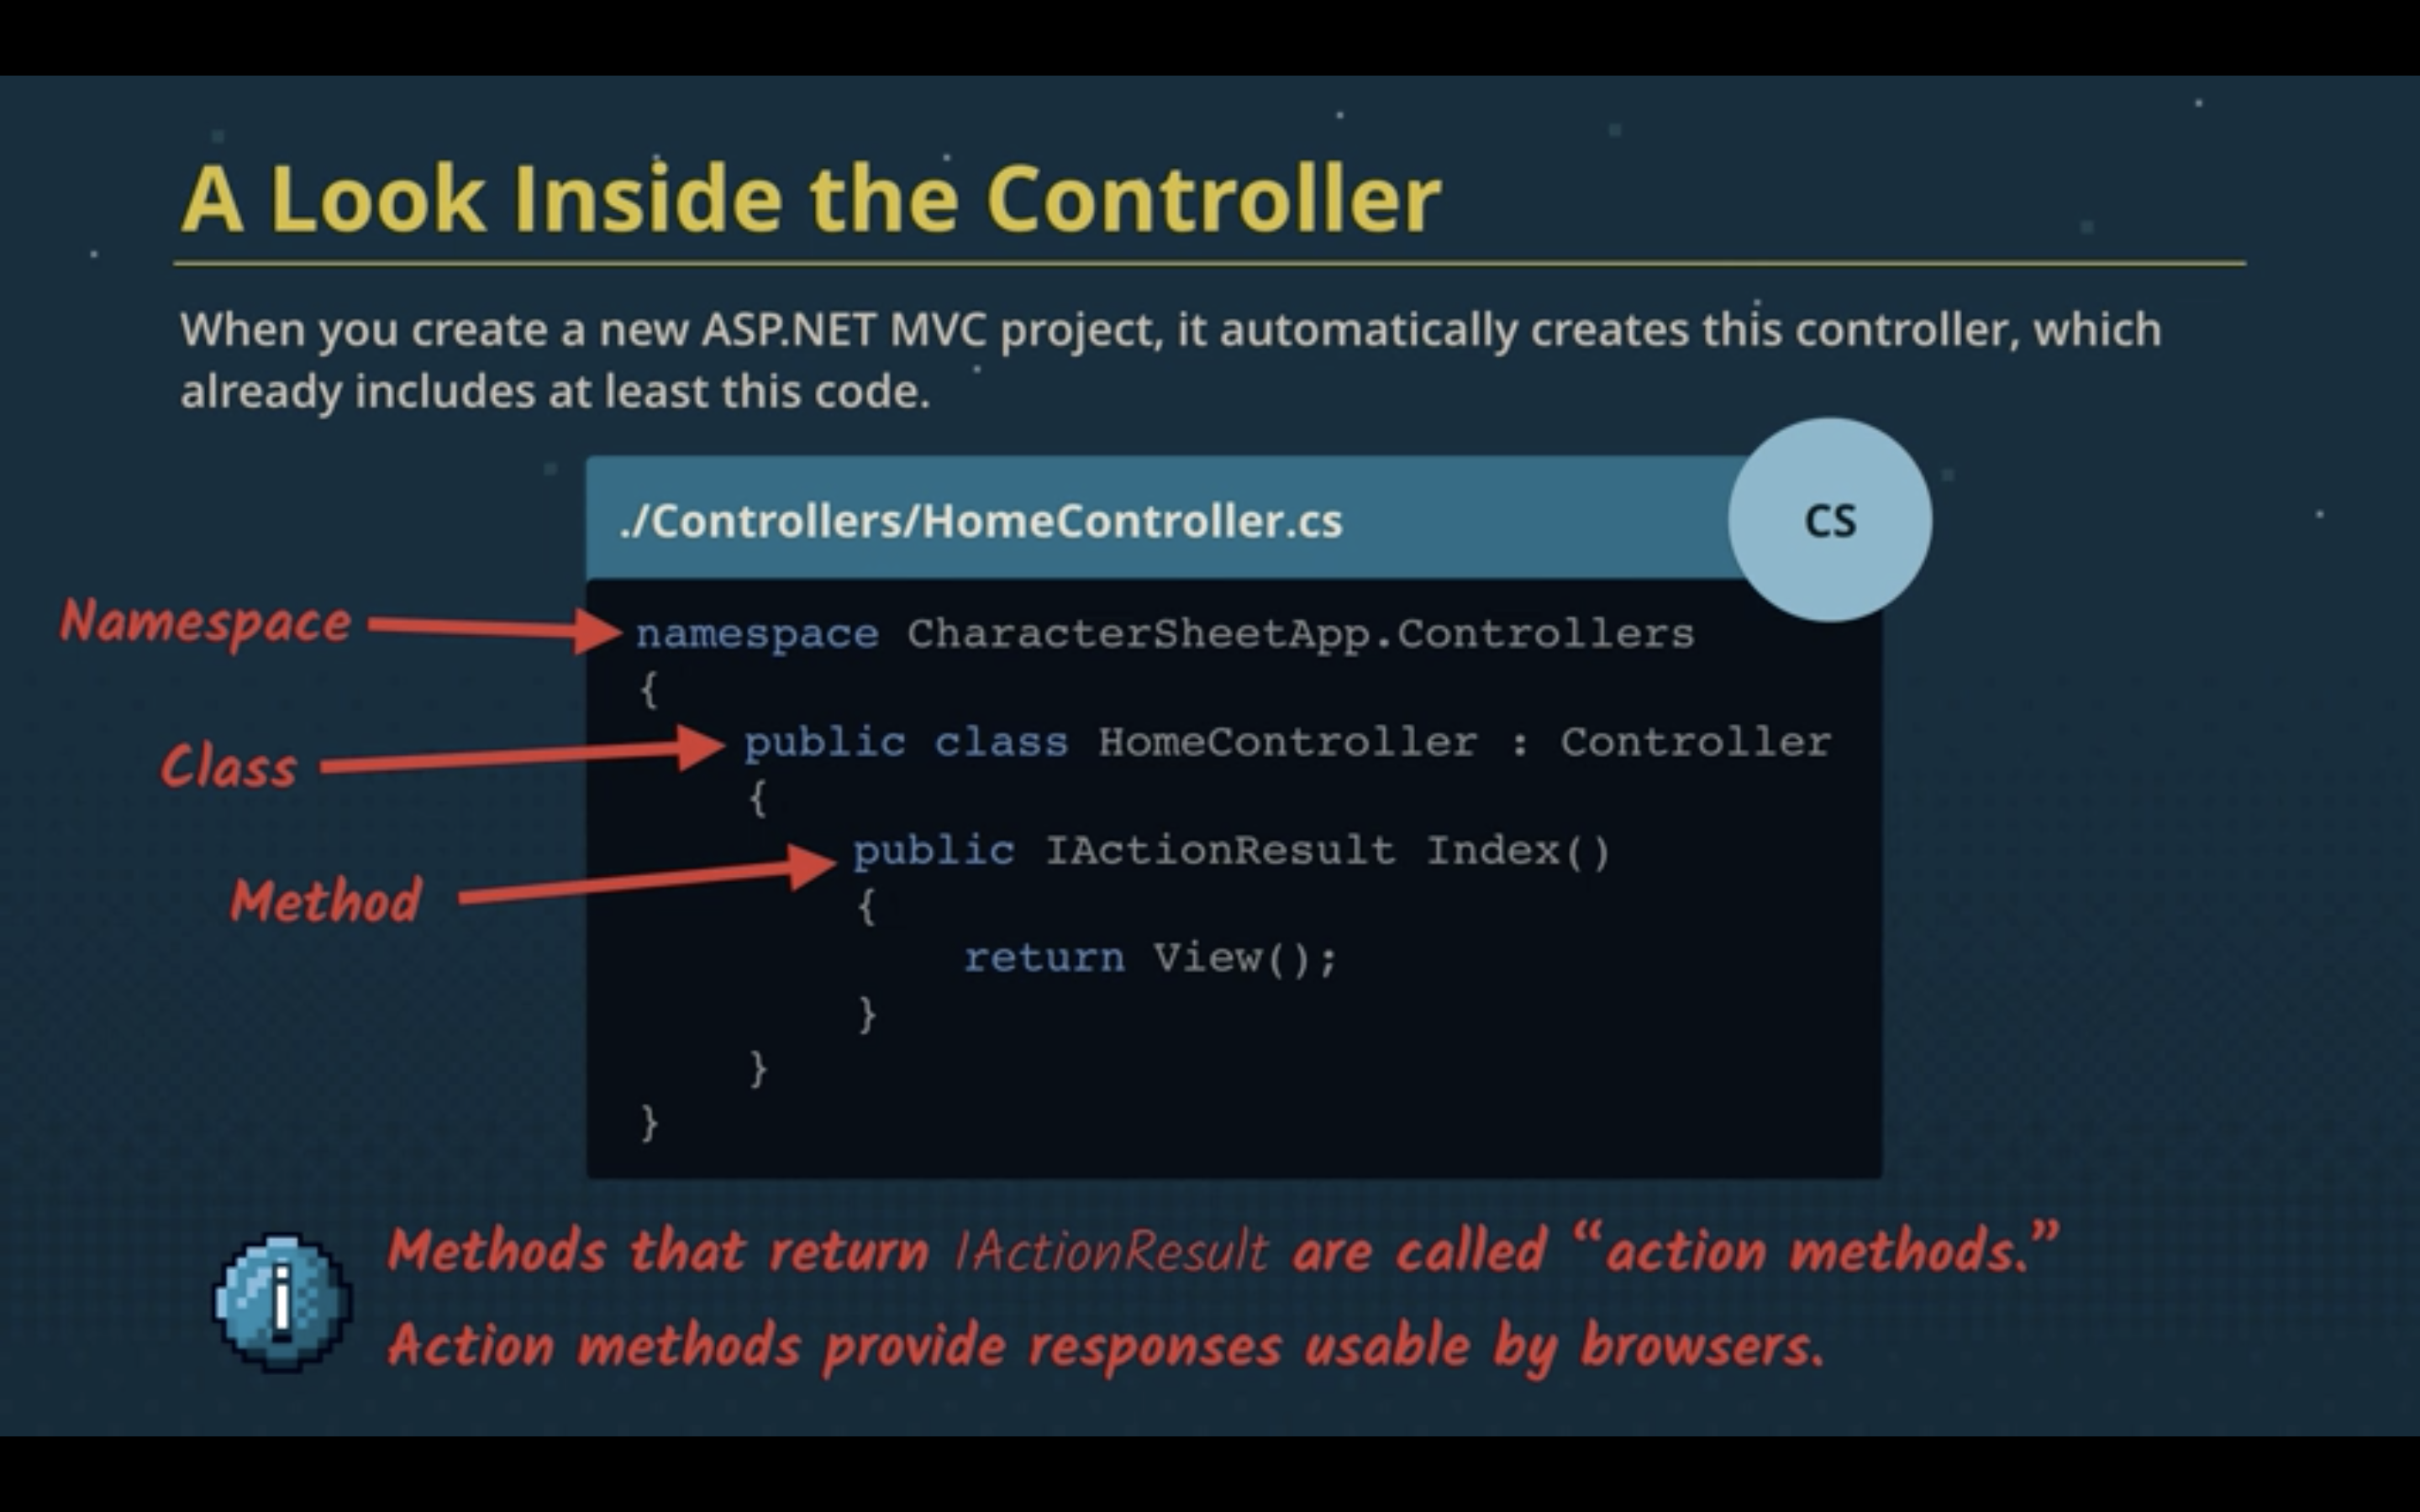 A Look Inside the Controller
When you create a new ASP.NET MVC project, it automatically creates this controller, which
already includes at least this code.
./Controllers/HomeController.cs
CS
Namespace
namespace CharacterSheetApp.Controllers
{
Class
public class HomeController : Controller
{
Method
public IActionResult Index()
{
return View();
}
}
}
i
Methods that return IActionResult are called “action methods.”
Action methods provide responses usable by browsers.